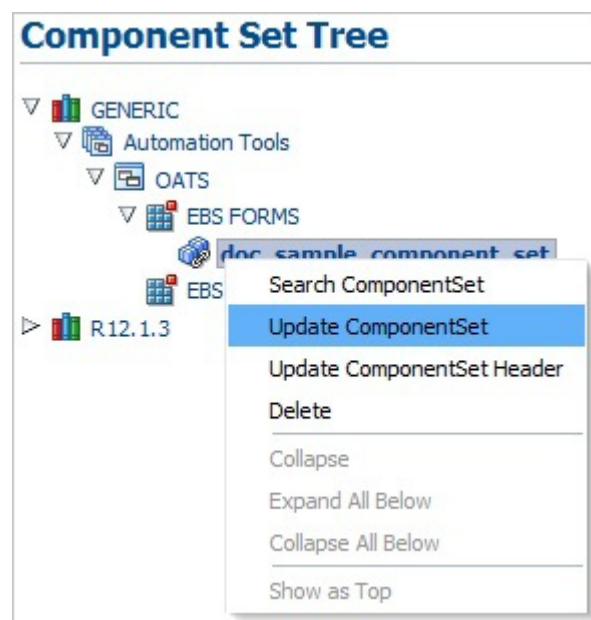 Component Set Tree
GENERIC
Automation Tools
OATS
EBS FORMS
doc_sample_component_set
EBS
Search ComponentSet
R12.1.3
Update ComponentSet
Update ComponentSet Header
Delete
Collapse
Expand All Below
Collapse All Below
Show as Top